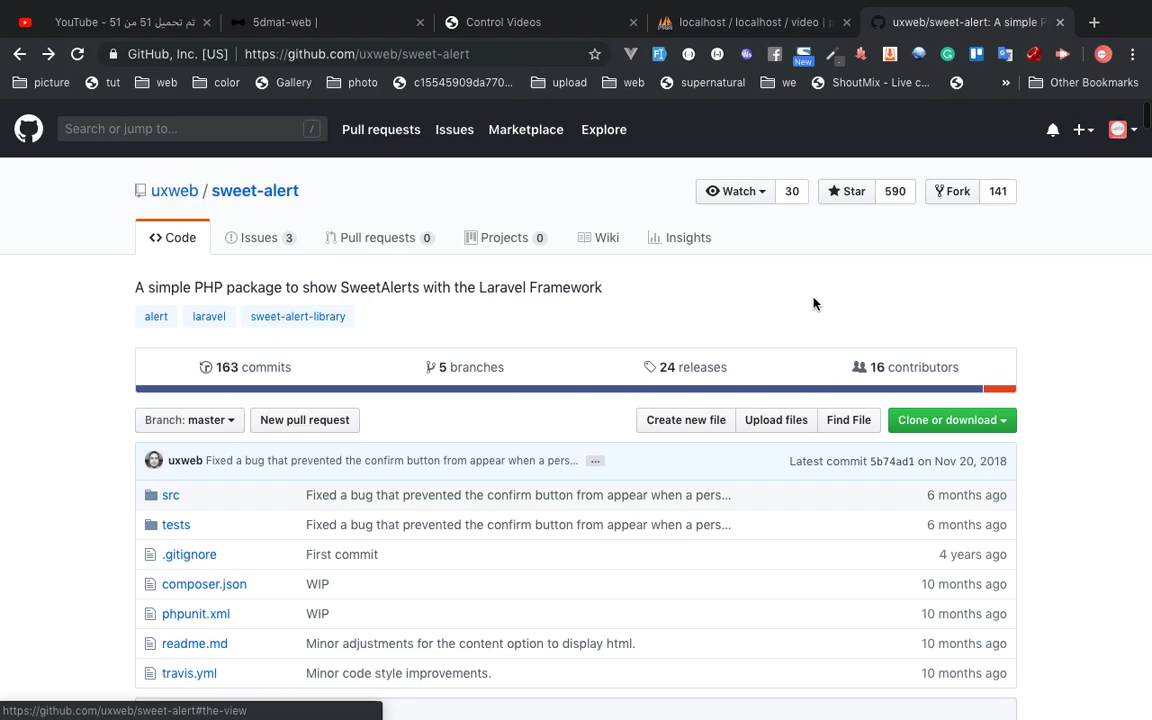 تم تحميل 51 من 51 - YouTube
5dmat-web |
Control Videos
localhost / localhost / video | p
uxweb/sweet-alert: A simple P
GitHub, Inc. [US] | https://github.com/uxweb/sweet-alert
New
picture tut web color Gallery photo c15545909da770... upload web supernatural we ShoutMix - Live c... » Other Bookmarks
Search or jump to... / Pull requests Issues Marketplace Explore
uxweb / sweet-alert
Watch 30 Star 590 Fork 141
Code Issues 3 Pull requests 0 Projects 0 Wiki Insights
A simple PHP package to show SweetAlerts with the Laravel Framework
alert laravel sweet-alert-library
163 commits 5 branches 24 releases 16 contributors
Branch: master New pull request Create new file Upload files Find File Clone or download
uxweb Fixed a bug that prevented the confirm button from appear when a pers... ... Latest commit 5b74ad1 on Nov 20, 2018
src Fixed a bug that prevented the confirm button from appear when a pers... 6 months ago
tests Fixed a bug that prevented the confirm button from appear when a pers... 6 months ago
.gitignore First commit 4 years ago
composer.json WIP 10 months ago
phpunit.xml WIP 10 months ago
readme.md Minor adjustments for the content option to display html. 10 months ago
travis.yml Minor code style improvements. 10 months ago
https://github.com/uxweb/sweet-alert#the-view